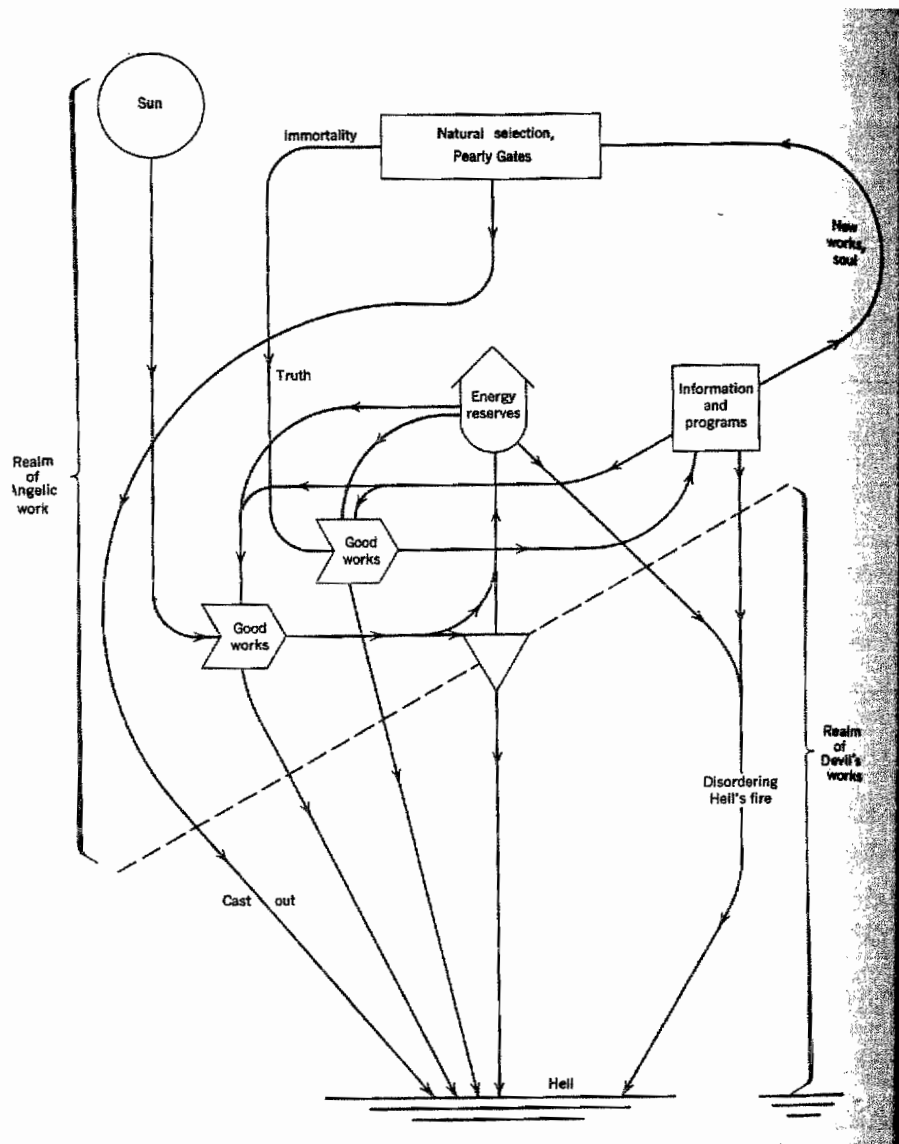 Sun
Immortality
Natural selection,
Pearly Gates
New
works,
soul
Truth
Energy
reserves
Information
and
programs
Realm
of
Angelic
work
Good
works
Good
works
Realm
of
Devil's
works
Disordering
Hell's fire
Cast out
Hell